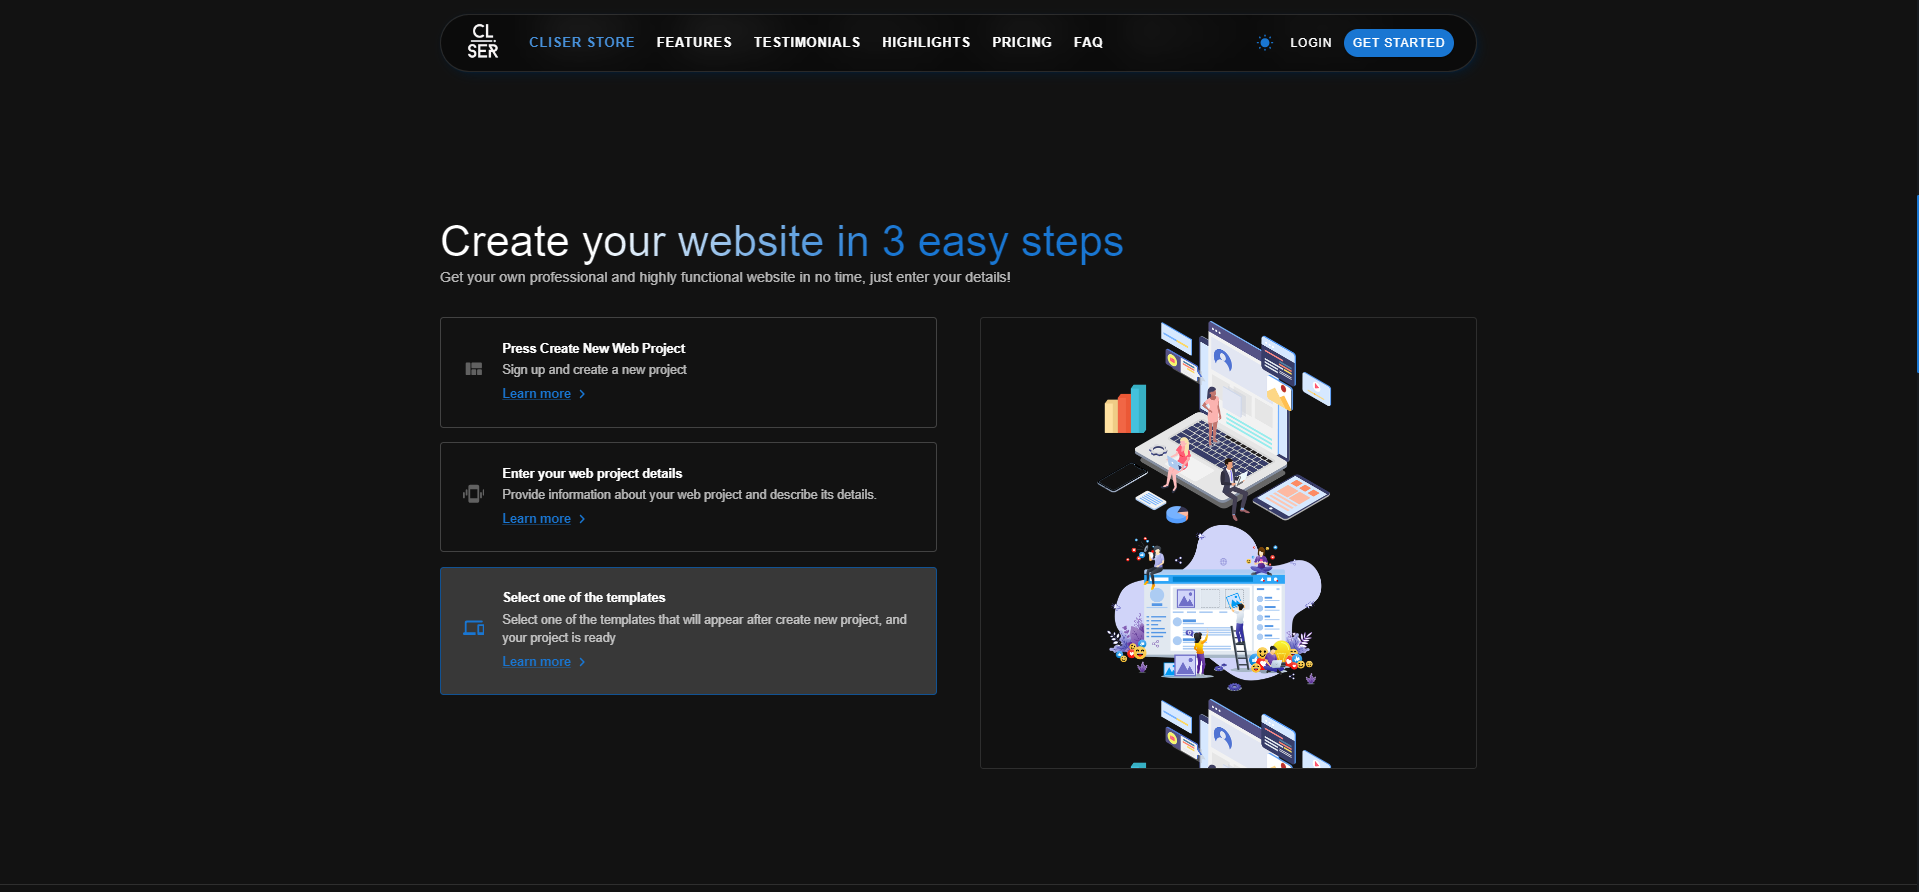 CL
SER
CLISER STORE FEATURES TESTIMONIALS HIGHLIGHTS PRICING FAQ LOGIN GET STARTED
Create your website in 3 easy steps
Get your own professional and highly functional website in no time, just enter your details!
Press Create New Web Project
Sign up and create a new project
Learn more
Enter your web project details
Provide information about your web project and describe its details.
Learn more
Select one of the templates
Select one of the templates that will appear after create new project, and
your project is ready
Learn more